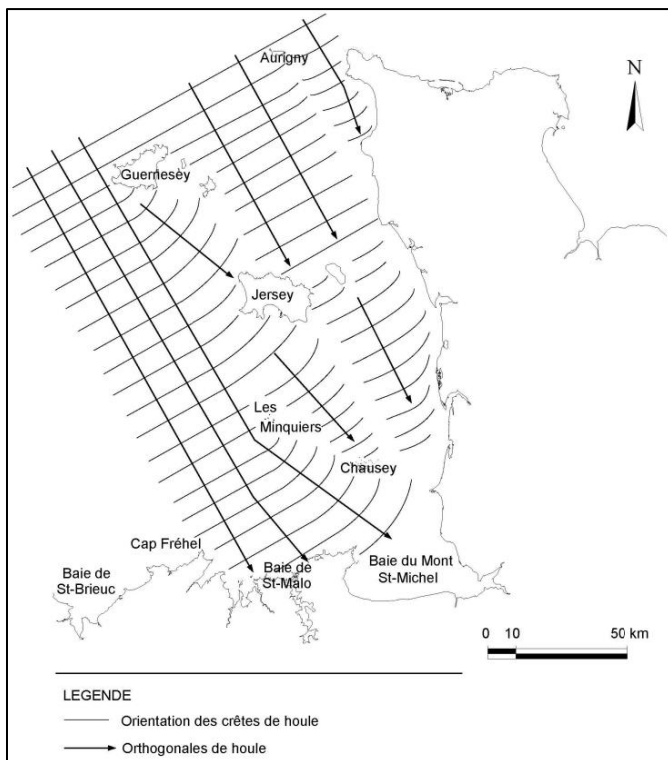 Aurigny
N
Guernesey
Jersey
Les
Minquiers
Chausey
Cap Fréhel
Baie de
St-Brieuc
Baie de
St-Malo
Baie du Mont
St-Michel
0 10 50 km
LEGENDE
Orientation des crêtes de houle
Orthogonales de houle